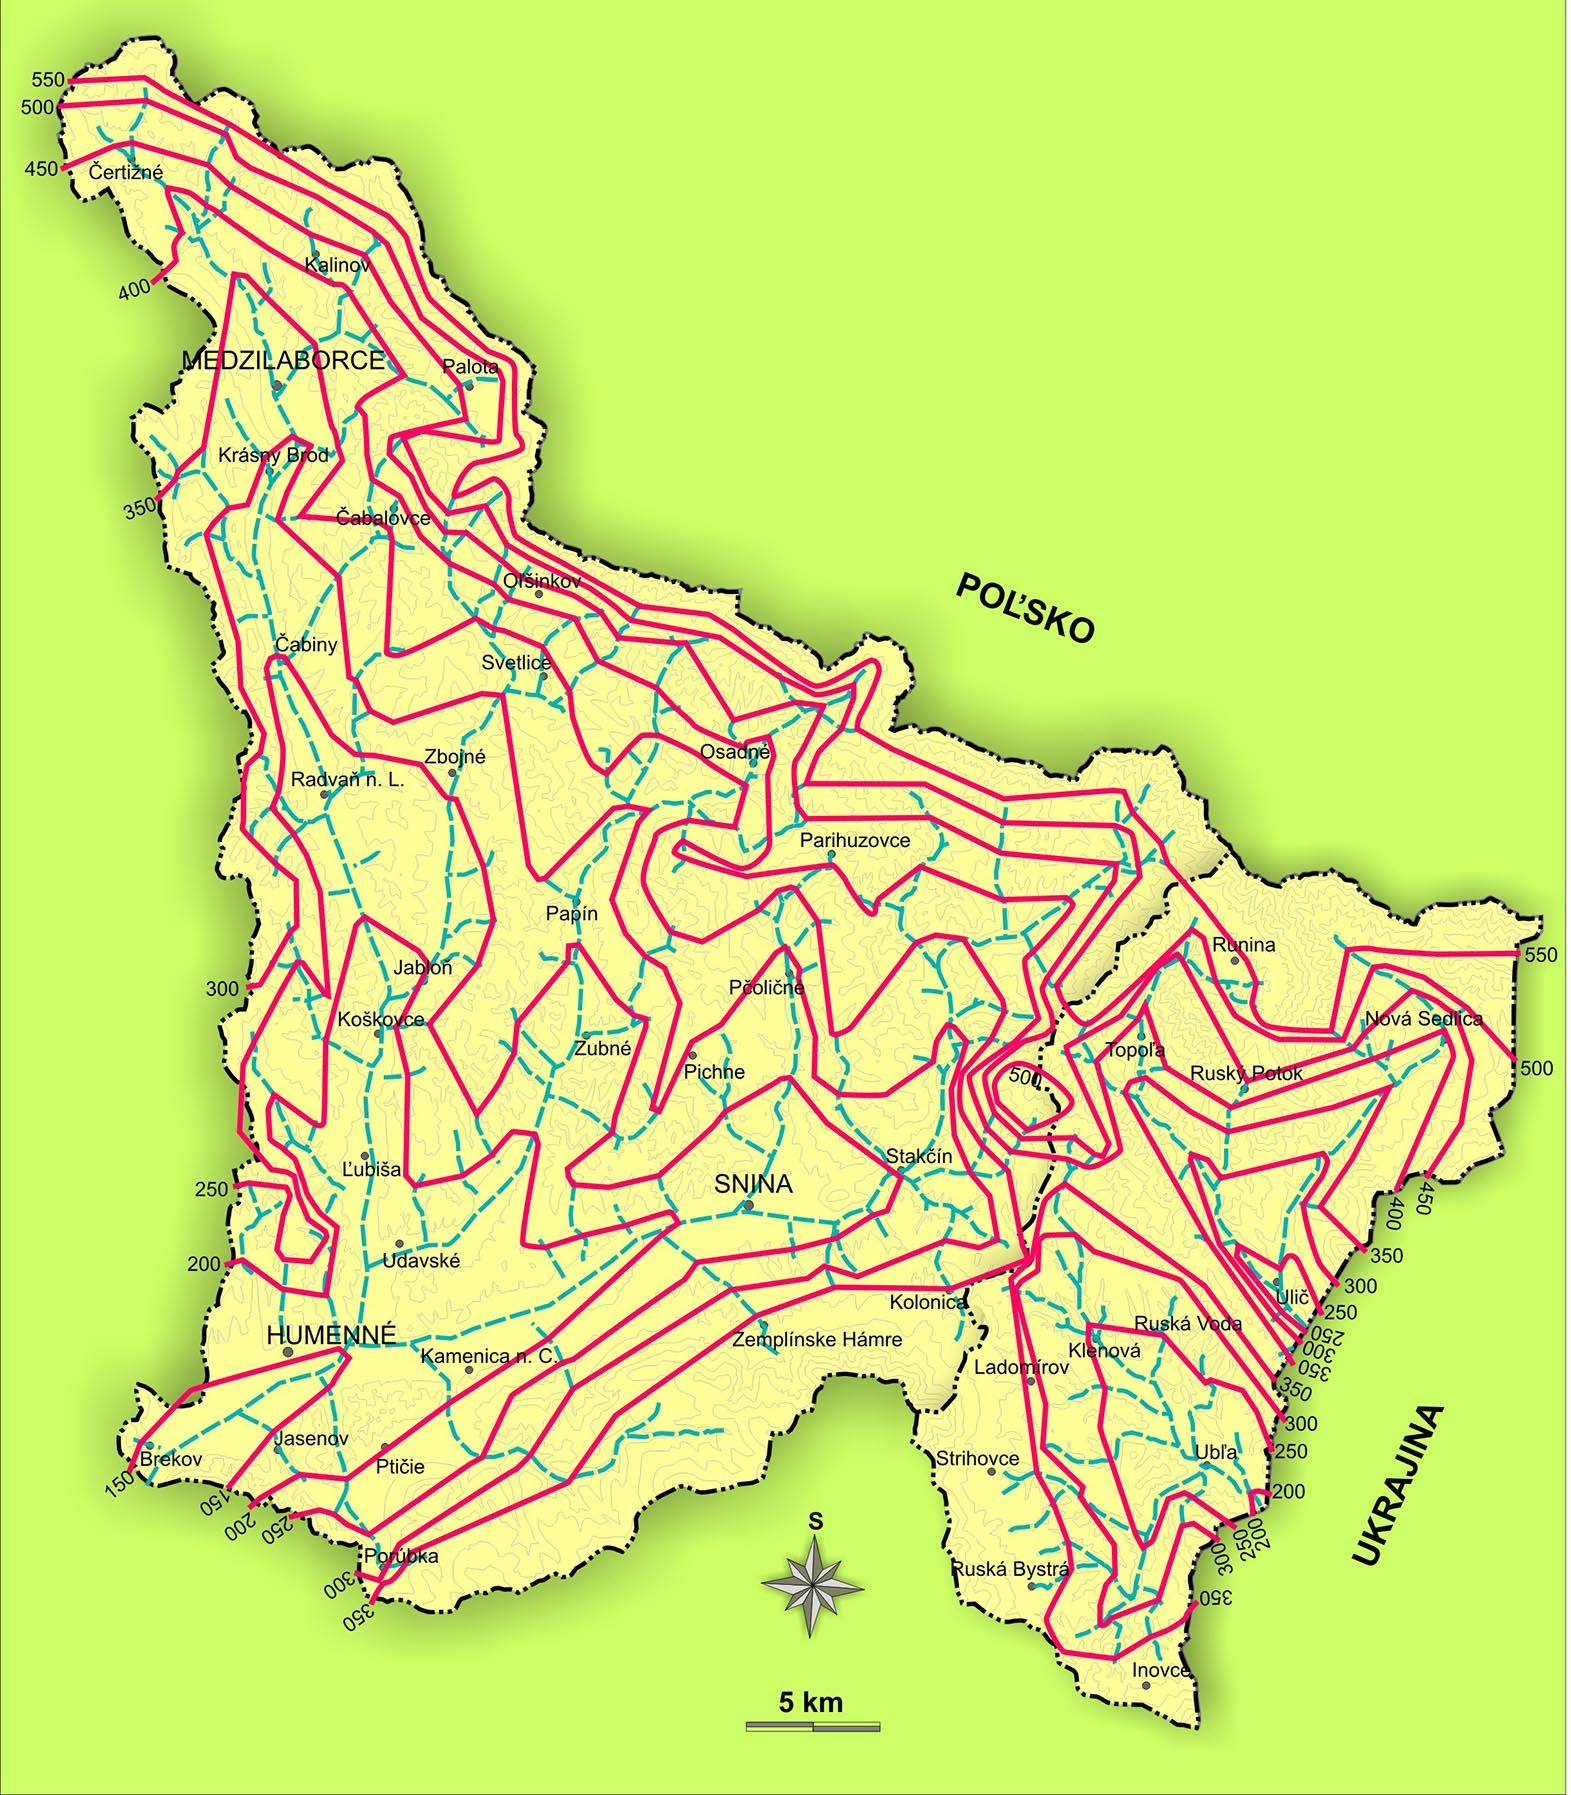 550
500
450
Čertižné
Kalinov
400
MEDZILABORCE
Palota
Krásny Brod
350
Čabalovce
Oľšinkov
POĽSKO
Čabiny
Svetlice
Osadné
Zbojné
Radvaň n. L.
Parihuzovce
Papín
Runina
550
Jabloň
Pčoličné
300
Koškovce
Nová Sedlica
Zubné
Topoľa
Pichne
500
Ruský Potok
500
Stakčín
Ľubiša
SNINA
250
400
450
Udavské
350
200
300
Kolonica
Ulič
250
HUMENNÉ
Zemplínske Hámre
Ruská Voda
250
300
Kamenica n. C.
Klenová
350
Ladomírov
350
300
Jasenov
250
Brekov
Ptičie
Strihovce
Ubľa
UKRAJINA
150
150
200
200
250
S
250
200
Porúbka
300
300
Ruská Bystrá
350
350
Inovce
5 km